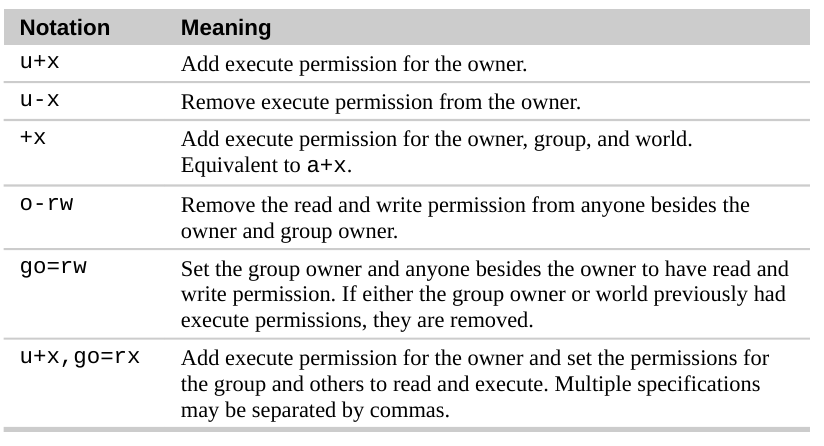 Notation Meaning
u+x Add execute permission for the owner.
u-x Remove execute permission from the owner.
+x Add execute permission for the owner, group, and world.
Equivalent to a+x.
o-rw Remove the read and write permission from anyone besides the
owner and group owner.
go=rw Set the group owner and anyone besides the owner to have read and
write permission. If either the group owner or world previously had
execute permissions, they are removed.
u+x,go=rx Add execute permission for the owner and set the permissions for
the group and others to read and execute. Multiple specifications
may be separated by commas.